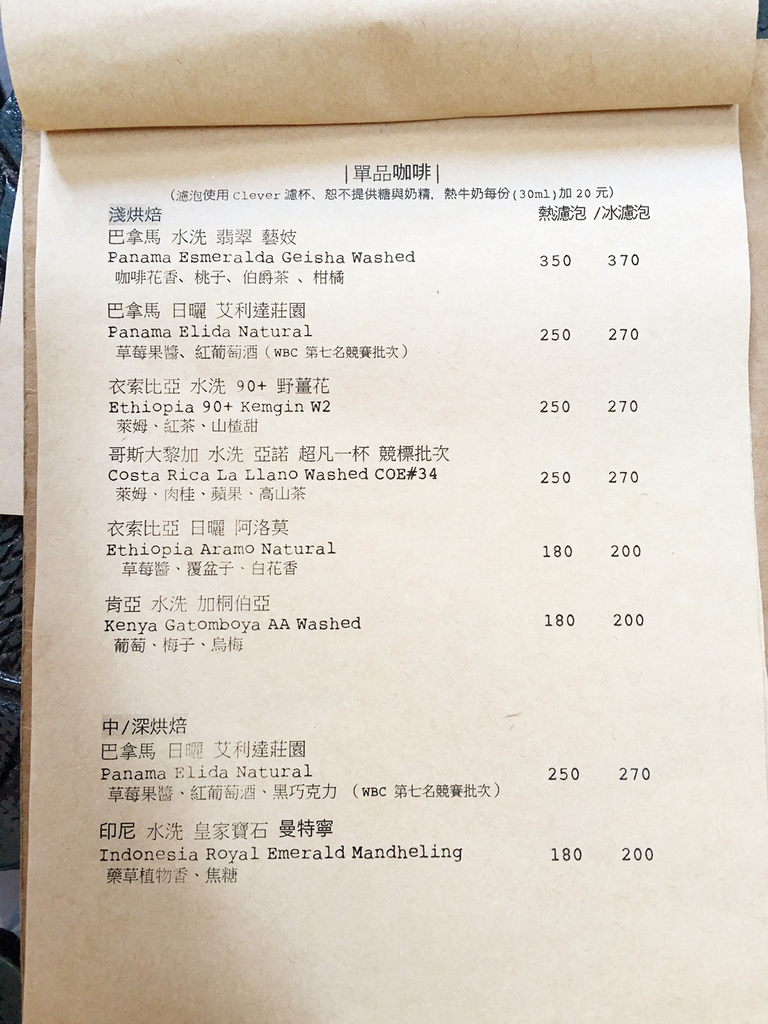 |單品咖啡|
(濾泡使用 Clever 濾杯、恕不提供糖與奶精, 熱牛奶每份(30ml)加 20 元)
淺烘焙 熱濾泡 /冰濾泡
巴拿馬 水洗 翡翠 藝妓
Panama Esmeralda Geisha Washed 350 370
咖啡花香、桃子、伯爵茶 、柑橘
巴拿馬 日曬 艾利達莊園
Panama Elida Natural 250 270
草莓果醬、紅葡萄酒（WBC 第七名競賽批次）
衣索比亞 水洗 90+ 野薑花
Ethiopia 90+ Kemgin W2 250 270
萊姆、紅茶、山楂甜
哥斯大黎加 水洗 亞諾 超凡一杯 競標批次
Costa Rica La Llano Washed COE#34 250 270
萊姆、肉桂、蘋果、高山茶
衣索比亞 日曬 阿洛莫
Ethiopia Aramo Natural 180 200
草莓醬、覆盆子、白花香
肯亞 水洗 加桐伯亞
Kenya Gatomboya AA Washed 180 200
葡萄、梅子、烏梅
中/深烘焙
巴拿馬 日曬 艾利達莊園
Panama Elida Natural 250 270
草莓果醬、紅葡萄酒、黑巧克力 （WBC 第七名競賽批次）
印尼 水洗 皇家寶石 曼特寧
Indonesia Royal Emerald Mandheling 180 200
藥草植物香、焦糖